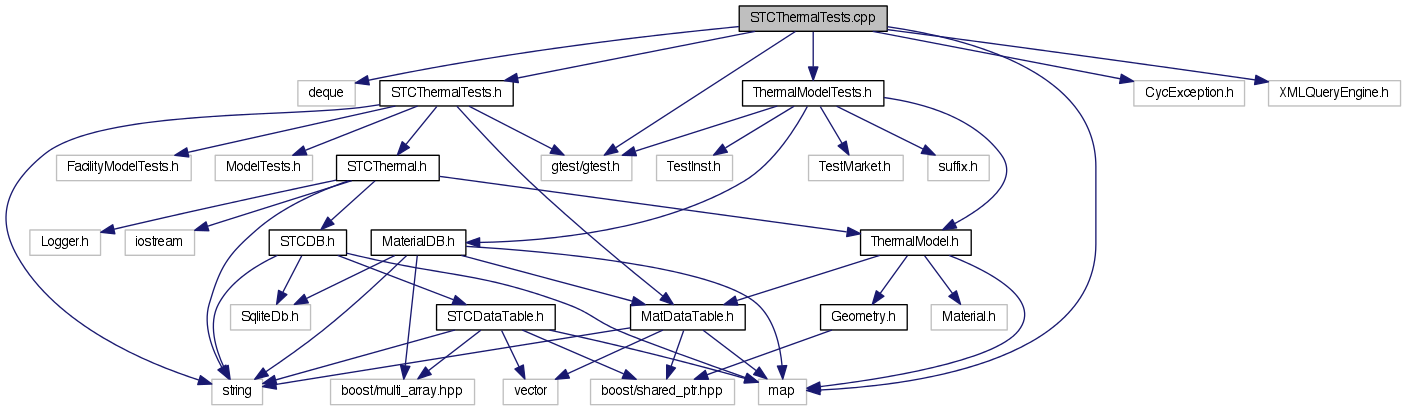 STCThermalTests.cpp
deque
STCThermalTests.h
ThermalModelTests.h
CycException.h
XMLQueryEngine.h
FacilityModelTests.h
ModelTests.h
STCThermal.h
gtest/gtest.h
TestInst.h
TestMarket.h
suffix.h
Logger.h
iostream
STCDB.h
MaterialDB.h
ThermalModel.h
SqliteDb.h
STCDataTable.h
MatDataTable.h
Geometry.h
Material.h
string
boost/multi_array.hpp
vector
boost/shared_ptr.hpp
map